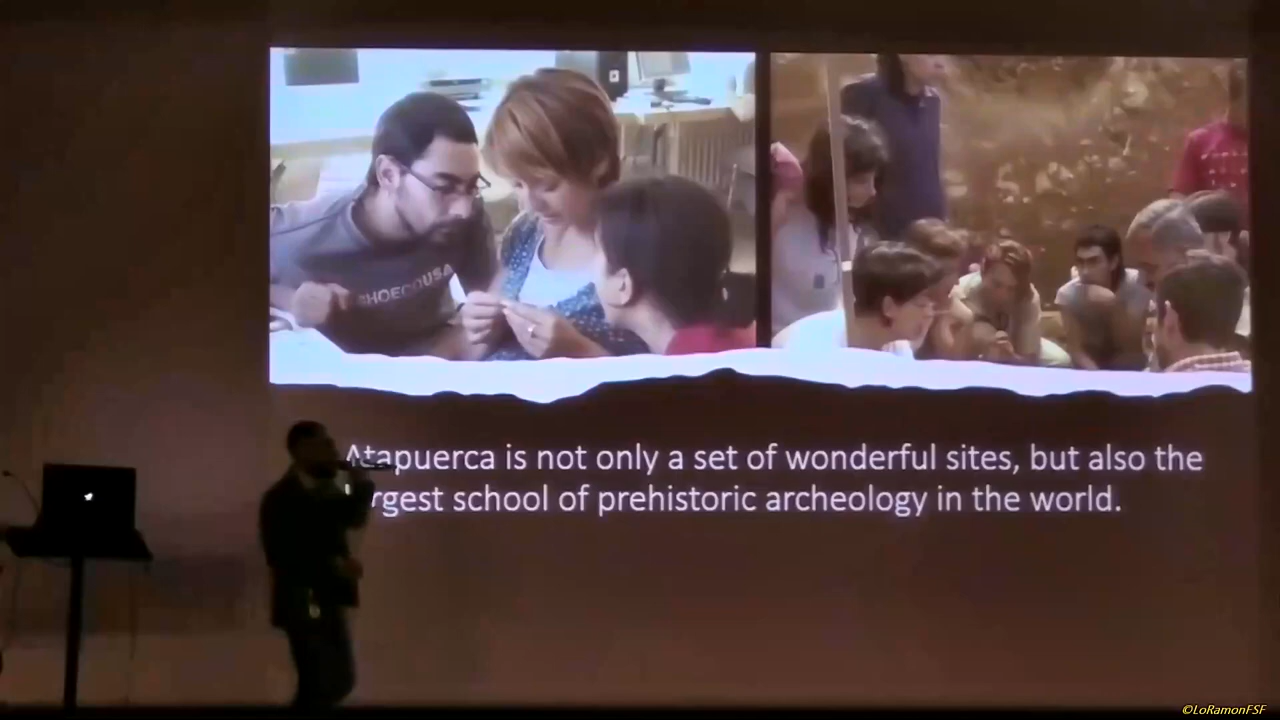 SHOECOUSA
Atapuerca is not only a set of wonderful sites, but also the
largest school of prehistoric archeology in the world.
©LoRamonFSF